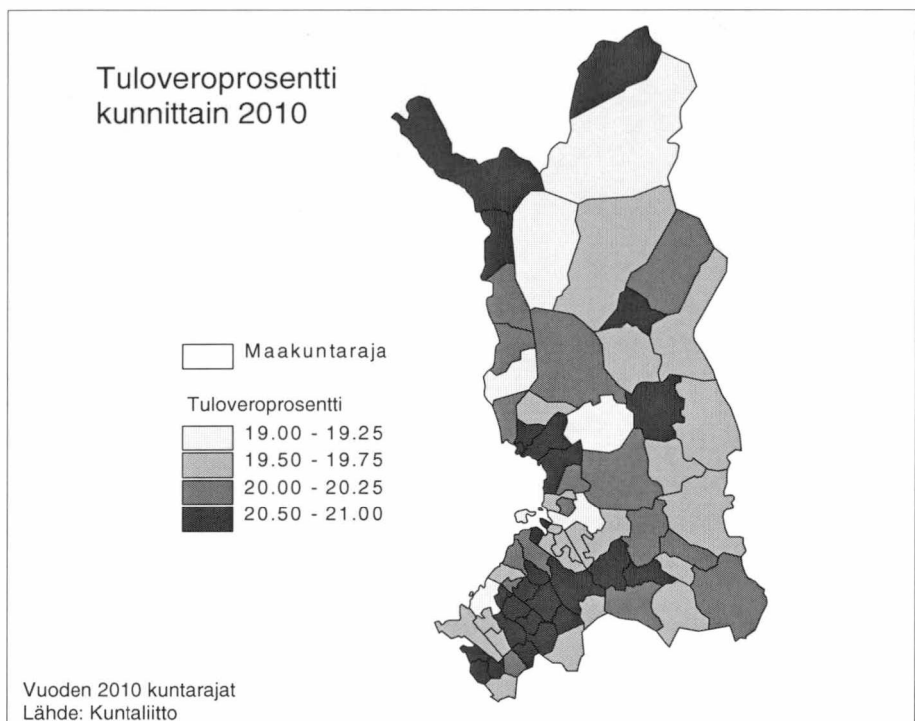 Tuloveroprosentti
kunnittain 2010
Maakuntaraja
Tuloveroprosentti
19.00 - 19.25
19.50 - 19.75
20.00 - 20.25
20.50 - 21.00
Vuoden 2010 kuntarajat
Lähde: Kuntaliitto